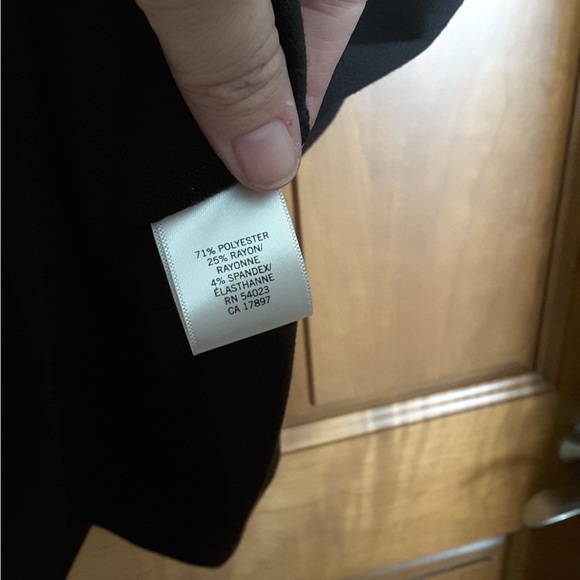 71% POLYESTER
25% RAYON/
RAYONNE
4% SPANDEX/
ÉLASTHANNE
RN 54023
CA 17897